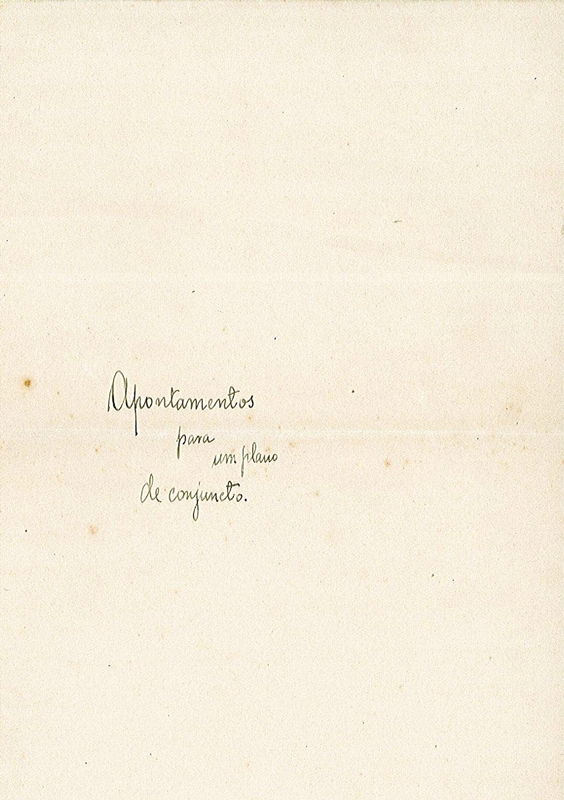 Apontamentos
para
um plano
de conjuncto.